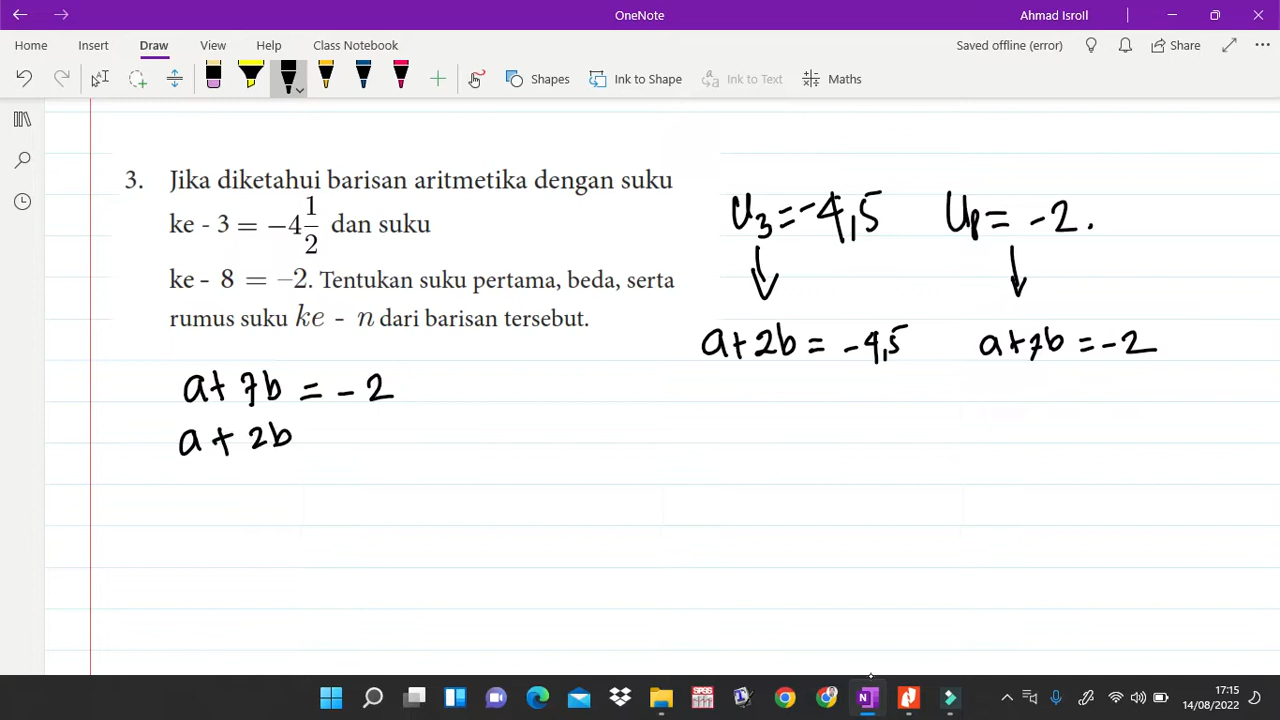 OneNote
Ahmad Isroll
Home Insert Draw View Help Class Notebook
Saved offline (error) Share
Shapes Ink to Shape Ink to Text Maths
3. Jika diketahui barisan aritmetika dengan suku
ke - 3 = −4 1/2 dan suku
ke - 8 = −2. Tentukan suku pertama, beda, serta
rumus suku ke - n dari barisan tersebut.
U3 = -4,5 U8 = -2.
a + 2b = -4,5 a + 7b = -2
a + 7b = -2
a + 2b
17:15
14/08/2022